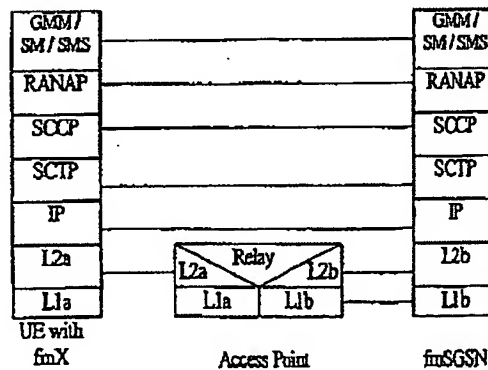 GMM /
SM / SMS
RANAP
SCCP
SCTP
IP
L2a
L1a
UE with
fmX
Relay
L2a
L2b
L1a
L1b
Access Point
GMM /
SM / SMS
RANAP
SCCP
SCTP
IP
L2b
L1b
fmSGSN